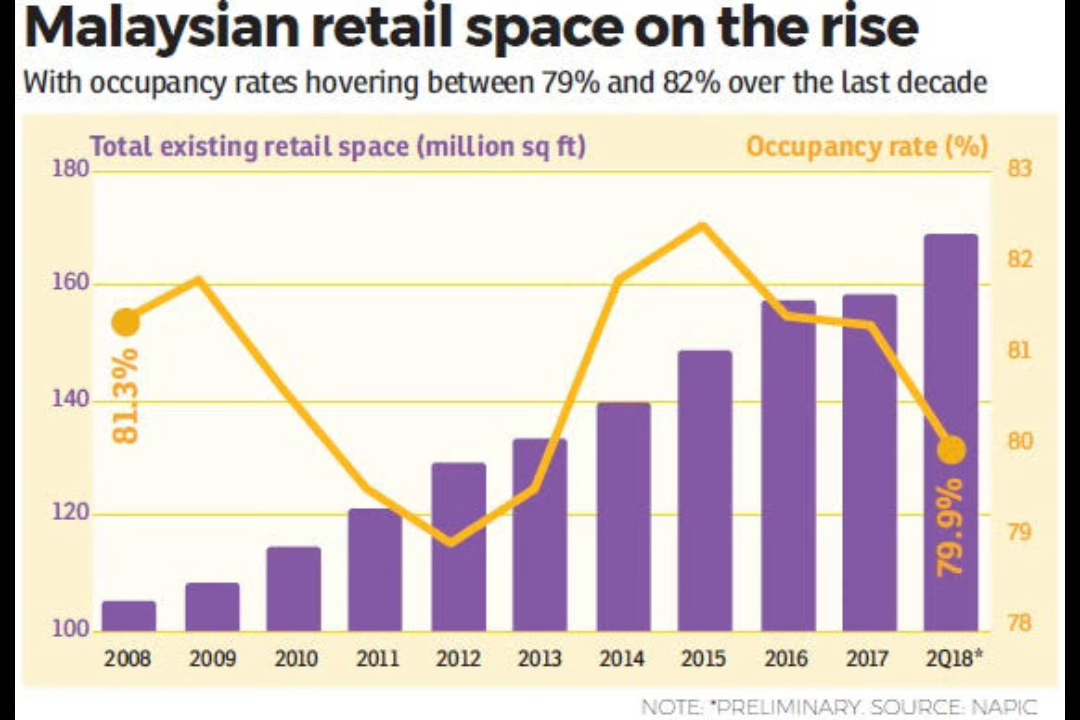 Malaysian retail space on the rise
With occupancy rates hovering between 79% and 82% over the last decade
Total existing retail space (million sq ft) Occupancy rate (%)
180 83
160 82
140 81
120 80
100 79
78
81.3%
79.9%
2008 2009 2010 2011 2012 2013 2014 2015 2016 2017 2Q18*
NOTE: *PRELIMINARY. SOURCE: NAPIC